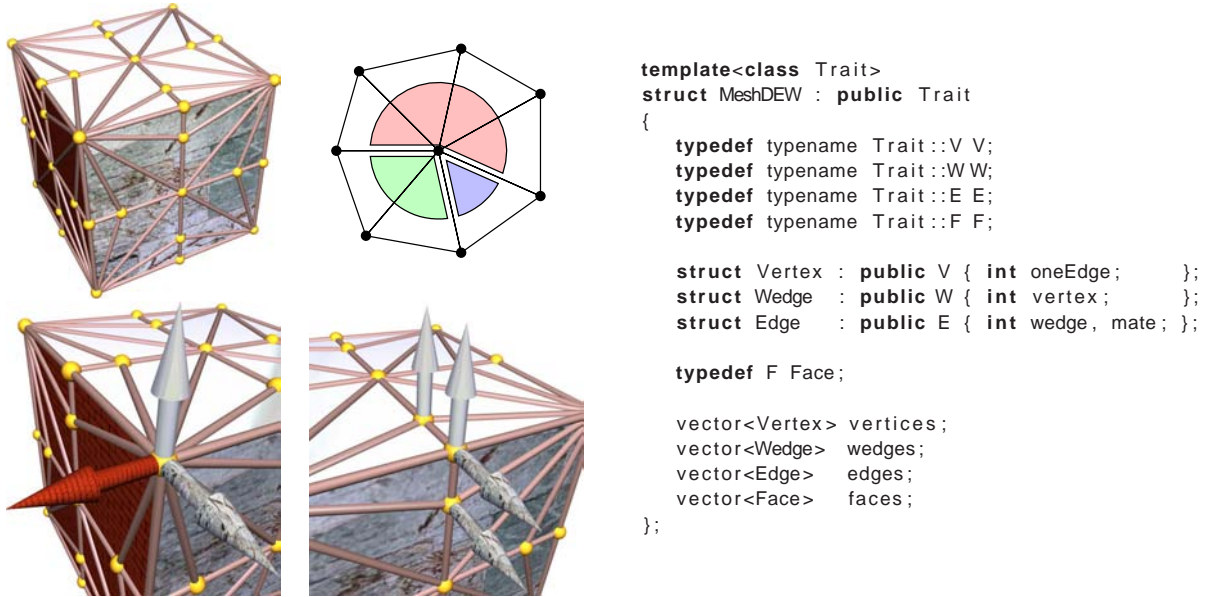 template<class Trait>
struct MeshDEW : public Trait
{
typedef typename Trait::V V;
typedef typename Trait::W W;
typedef typename Trait::E E;
typedef typename Trait::F F;
struct Vertex : public V { int oneEdge; };
struct Wedge : public W { int vertex; };
struct Edge : public E { int wedge, mate; };
typedef F Face;
vector<Vertex> vertices;
vector<Wedge> wedges;
vector<Edge> edges;
vector<Face> faces;
};